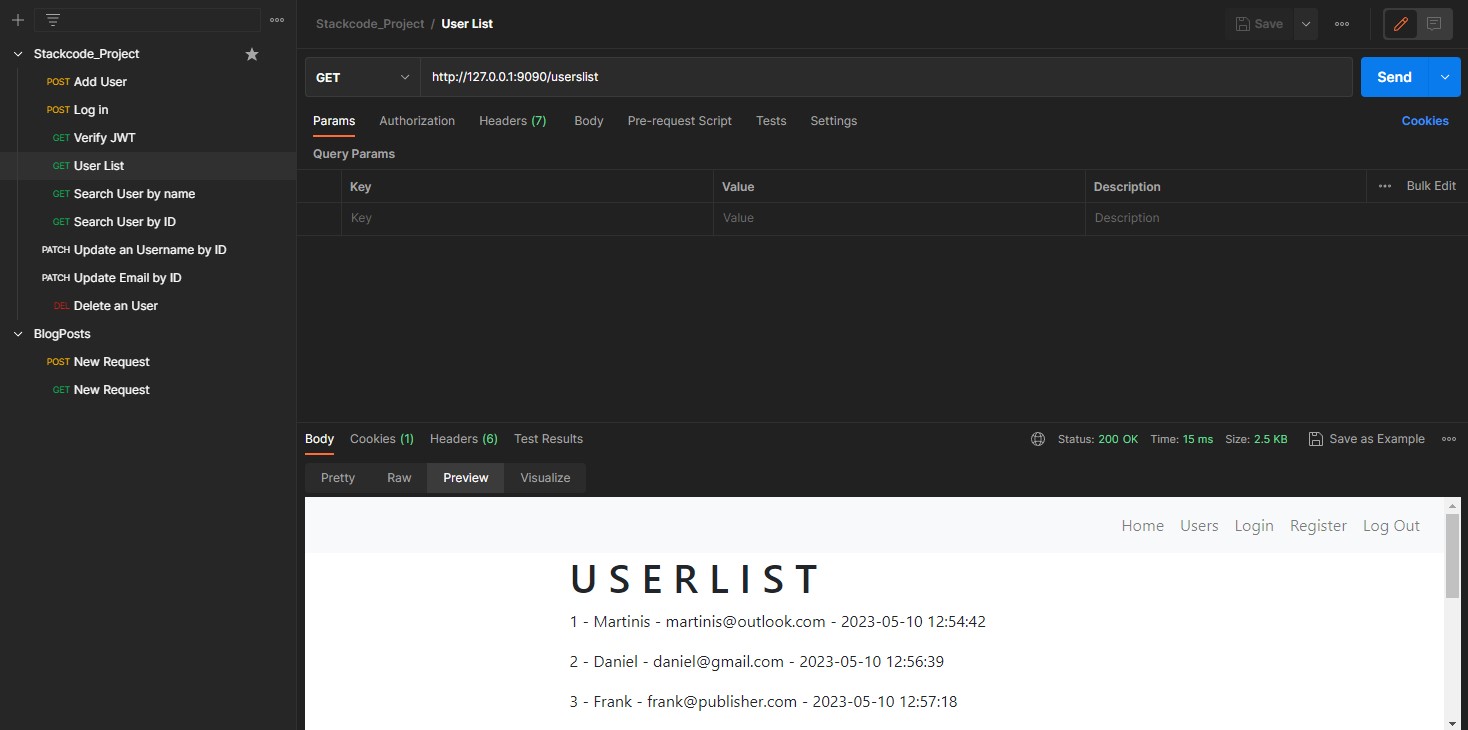 Stackcode_Project / User List
Save
Stackcode_Project
POST Add User
POST Log in
GET Verify JWT
GET User List
GET Search User by name
GET Search User by ID
PATCH Update an Username by ID
PATCH Update Email by ID
DEL Delete an User
BlogPosts
POST New Request
GET New Request
GET http://127.0.0.1:9090/userslist Send
Params Authorization Headers (7) Body Pre-request Script Tests Settings Cookies
Query Params
Key Value Description Bulk Edit
Key Value Description
Body Cookies (1) Headers (6) Test Results Status: 200 OK Time: 15 ms Size: 2.5 KB Save as Example
Pretty Raw Preview Visualize
Home Users Login Register Log Out
U S E R L I S T
1 - Martinis - martinis@outlook.com - 2023-05-10 12:54:42
2 - Daniel - daniel@gmail.com - 2023-05-10 12:56:39
3 - Frank - frank@publisher.com - 2023-05-10 12:57:18